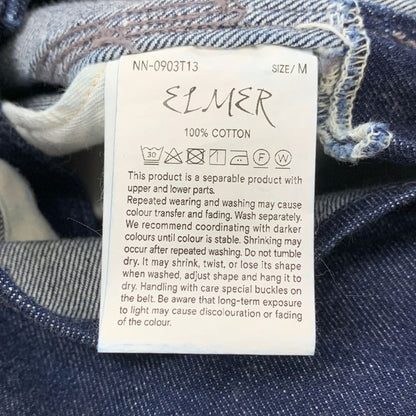 NN-0903T13 SIZE/ M
ELMER
100% COTTON
30 F W
This product is a separable product with
upper and lower parts.
Repeated wearing and washing may cause
colour transfer and fading. Wash separately.
We recommend coordinating with darker
colours until colour is stable. Shrinking may
occur after repeated washing. Do not tumble
dry. It may shrink, twist, or lose its shape
when washed, adjust shape and hang it to
dry. Handling with care special buckles on
the belt. Be aware that long-term exposure
to light may cause discolouration or fading
of the colour.